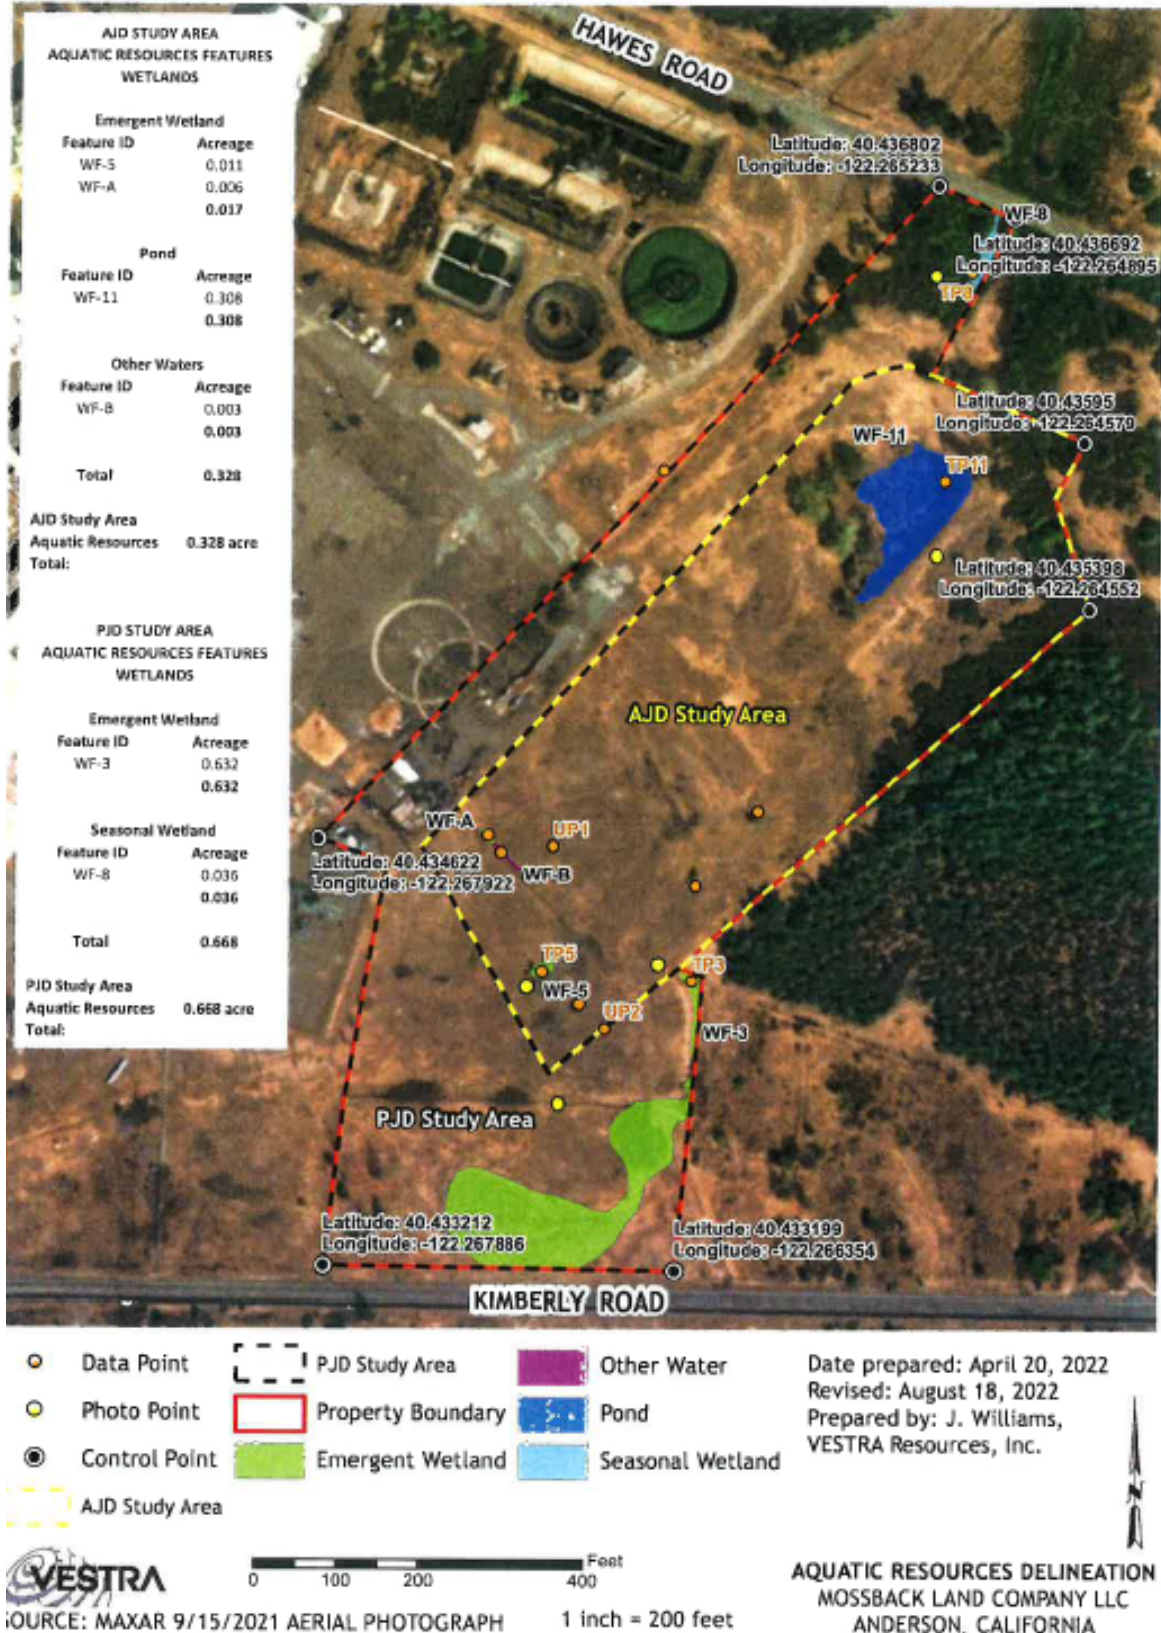 AJD STUDY AREA
AQUATIC RESOURCES FEATURES
WETLANDS
Emergent Wetland
Feature ID Acreage
WF-5 0.011
WF-A 0.006
0.017
Pond
Feature ID Acreage
WF-11 0.308
0.308
Other Waters
Feature ID Acreage
WF-B 0.003
0.003
Total 0.328
AJD Study Area
Aquatic Resources 0.328 acre
Total:
PJD STUDY AREA
AQUATIC RESOURCES FEATURES
WETLANDS
Emergent Wetland
Feature ID Acreage
WF-3 0.632
0.632
Seasonal Wetland
Feature ID Acreage
WF-8 0.036
0.036
Total 0.668
PJD Study Area
Aquatic Resources 0.668 acre
Total:
HAWES ROAD
Latitude: 40.436802
Longitude: -122.265233
WF-8
Latitude: 40.436692
Longitude: -122.264695
TP8
Latitude: 40.43595
Longitude: -122.264579
WF-11
TP11
Latitude: 40.435398
Longitude: -122.264552
AJD Study Area
WF-A
UP1
WF-B
Latitude: 40.434622
Longitude: -122.267922
TP5
WF-5
UP2
TP3
WF-3
PJD Study Area
Latitude: 40.433212
Longitude: -122.267886
Latitude: 40.433199
Longitude: -122.266354
KIMBERLY ROAD
Data Point
Photo Point
Control Point
AJD Study Area
PJD Study Area
Property Boundary
Emergent Wetland
Other Water
Pond
Seasonal Wetland
Date prepared: April 20, 2022
Revised: August 18, 2022
Prepared by: J. Williams,
VESTRA Resources, Inc.
N
VESTRA
Feet
0 100 200 400
SOURCE: MAXAR 9/15/2021 AERIAL PHOTOGRAPH
1 inch = 200 feet
AQUATIC RESOURCES DELINEATION
MOSSBACK LAND COMPANY LLC
ANDERSON, CALIFORNIA